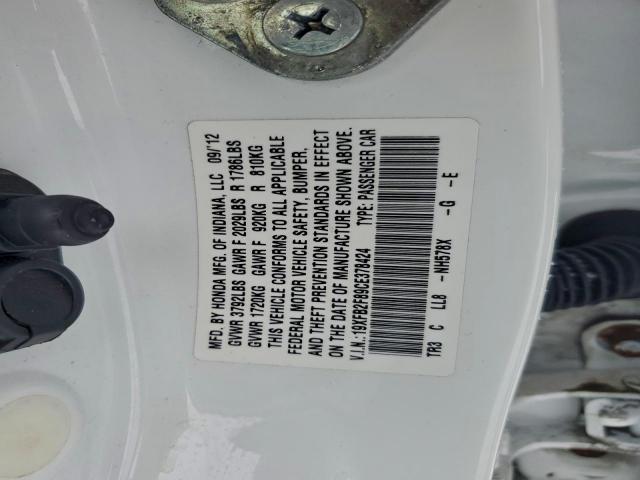 MFD. BY HONDA MFG. OF INDIANA, LLC 09/12
GVWR 3792LBS GAWR F 2029LBS R 1786LBS
GVWR 1720KG GAWR F 920KG R 810KG
THIS VEHICLE CONFORMS TO ALL APPLICABLE
FEDERAL MOTOR VEHICLE SAFETY, BUMPER,
AND THEFT PREVENTION STANDARDS IN EFFECT
ON THE DATE OF MANUFACTURE SHOWN ABOVE.
V.I.N.: 19XFB2F89CE378424 TYPE: PASSENGER CAR
TR3 C LL8 -NH578X -G -E